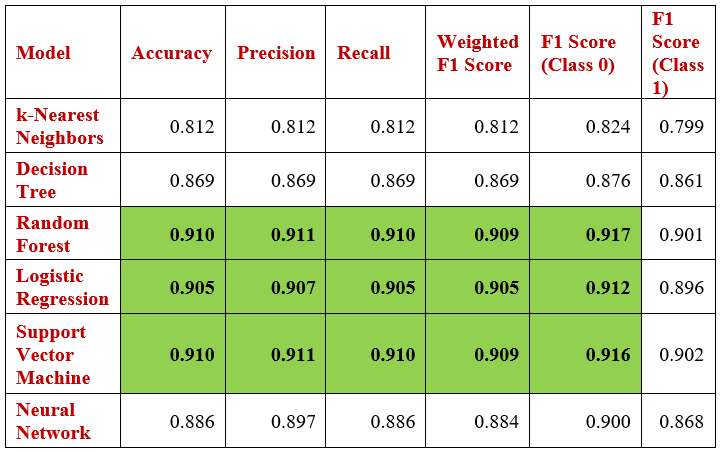 Model Accuracy Precision Recall Weighted F1 Score F1 Score (Class 0) F1 Score (Class 1)
k-Nearest Neighbors 0.812 0.812 0.812 0.812 0.824 0.799
Decision Tree 0.869 0.869 0.869 0.869 0.876 0.861
Random Forest 0.910 0.911 0.910 0.909 0.917 0.901
Logistic Regression 0.905 0.907 0.905 0.905 0.912 0.896
Support Vector Machine 0.910 0.911 0.910 0.909 0.916 0.902
Neural Network 0.886 0.897 0.886 0.884 0.900 0.868